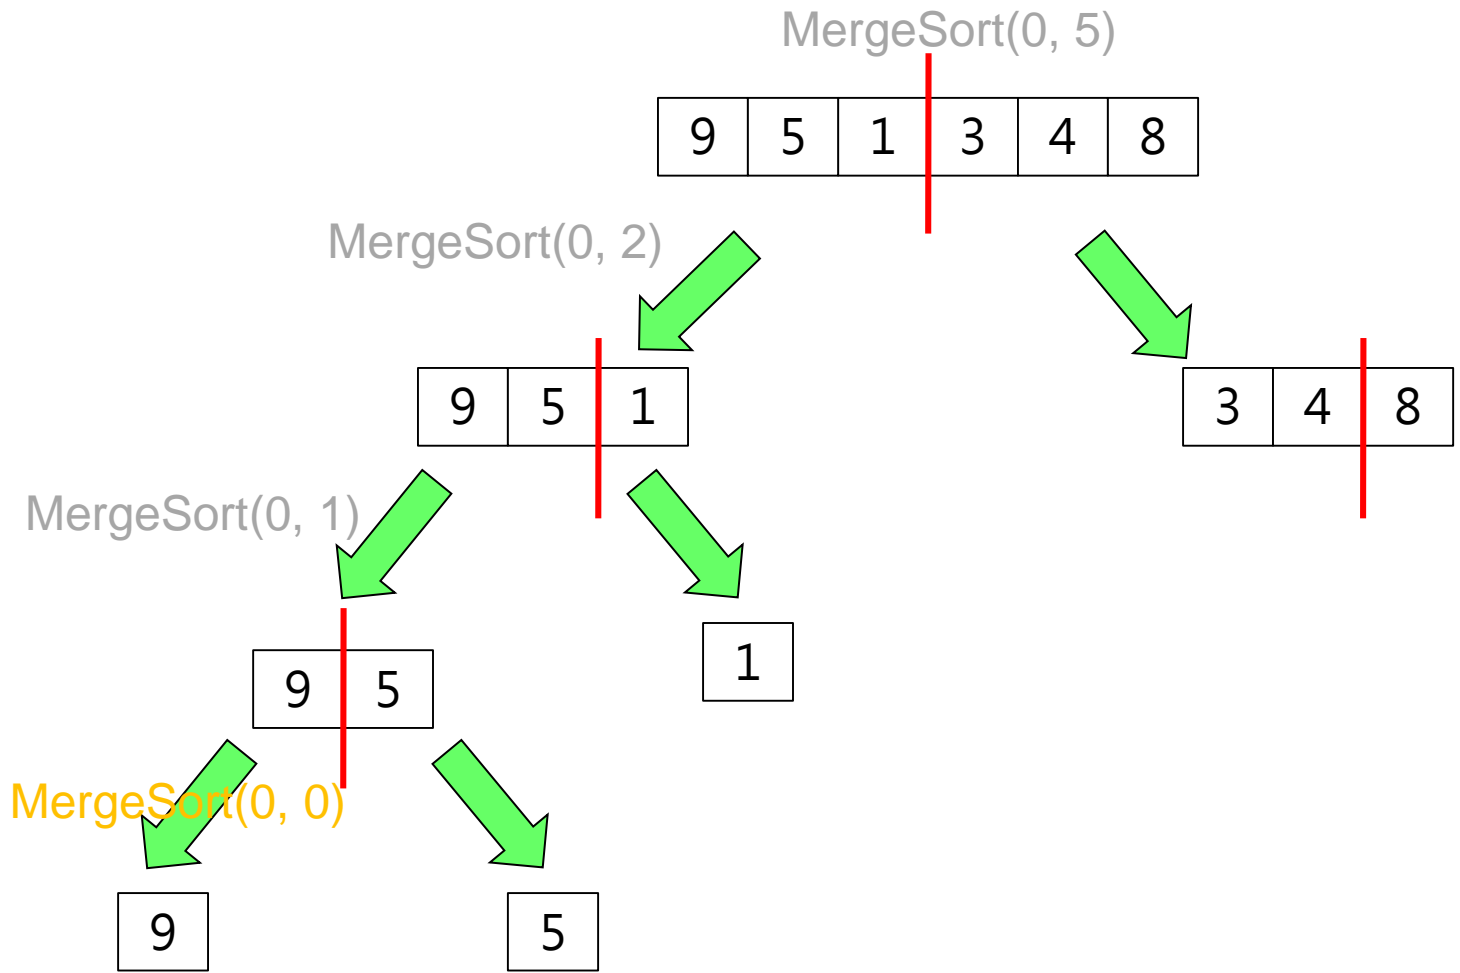 MergeSort(0, 5)
9 5 1 3 4 8
MergeSort(0, 2)
9 5 1
3 4 8
MergeSort(0, 1)
1
9 5
MergeSort(0, 0)
9
5